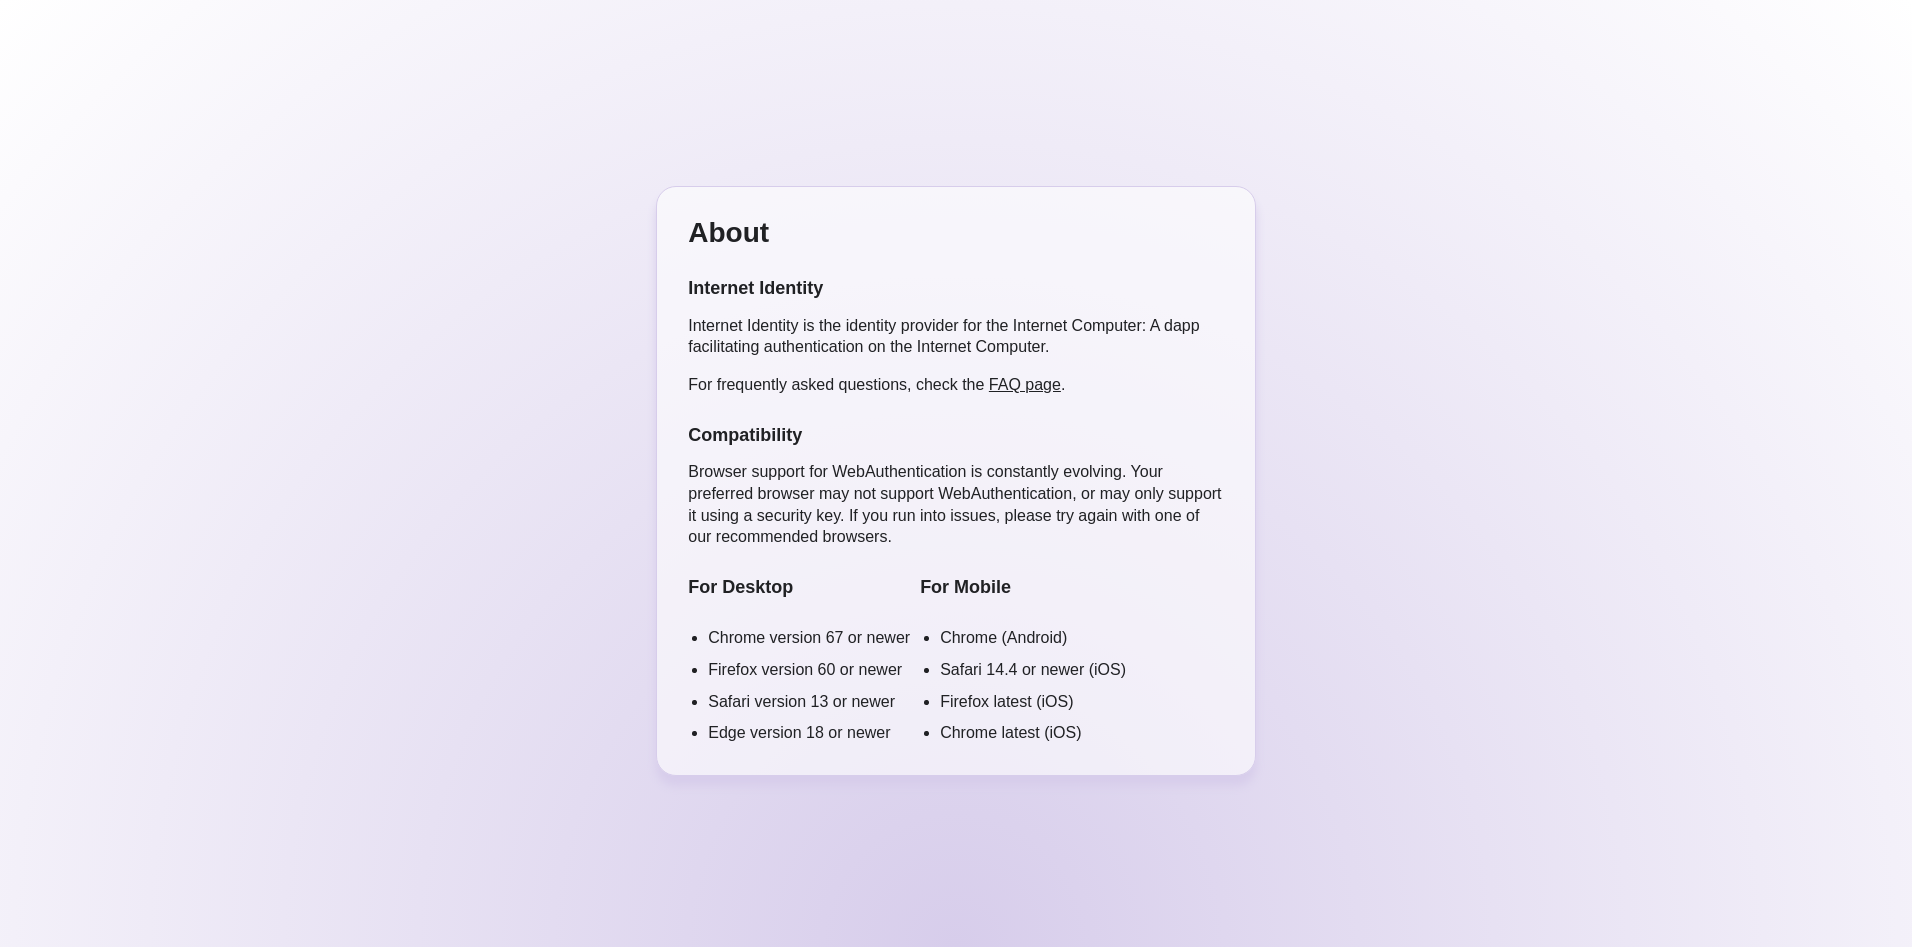 About
Internet Identity
Internet Identity is the identity provider for the Internet Computer: A dapp
facilitating authentication on the Internet Computer.
For frequently asked questions, check the FAQ page.
Compatibility
Browser support for WebAuthentication is constantly evolving. Your
preferred browser may not support WebAuthentication, or may only support
it using a security key. If you run into issues, please try again with one of
our recommended browsers.
For Desktop
• Chrome version 67 or newer
• Firefox version 60 or newer
• Safari version 13 or newer
• Edge version 18 or newer
For Mobile
• Chrome (Android)
• Safari 14.4 or newer (iOS)
• Firefox latest (iOS)
• Chrome latest (iOS)